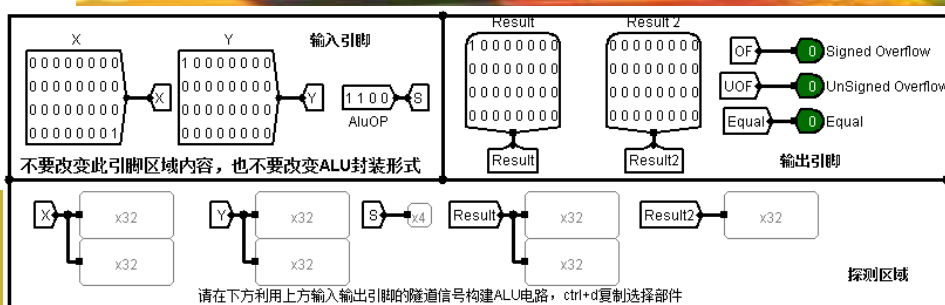 X
Y
输入引脚
00000000
00000000
00000000
00000001
X
10000000
00000000
00000000
00000000
Y
1100
S
AluOP
不要改变此引脚区域内容，也不要改变ALU封装形式
Result
Result 2
10000000
00000000
00000000
00000000
Result
00000000
00000000
00000000
00000000
Result2
OF
0
Signed Overflow
UOF
0
UnSigned Overflow
Equal
0
Equal
输出引脚
X
x32
x32
Y
x32
x32
S
x4
Result
x32
x32
Result2
x32
探测区域
请在下方利用上方输入输出引脚的隧道信号构建ALU电路，ctrl+d复制选择部件